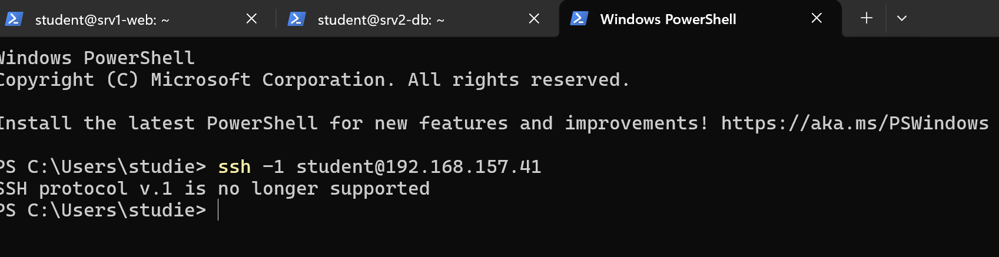 student@srv1-web: ~
student@srv2-db: ~
Windows PowerShell
Windows PowerShell
Copyright (C) Microsoft Corporation. All rights reserved.
Install the latest PowerShell for new features and improvements! https://aka.ms/PSWindows
PS C:\Users\studie> ssh -1 student@192.168.157.41
SSH protocol v.1 is no longer supported
PS C:\Users\studie>